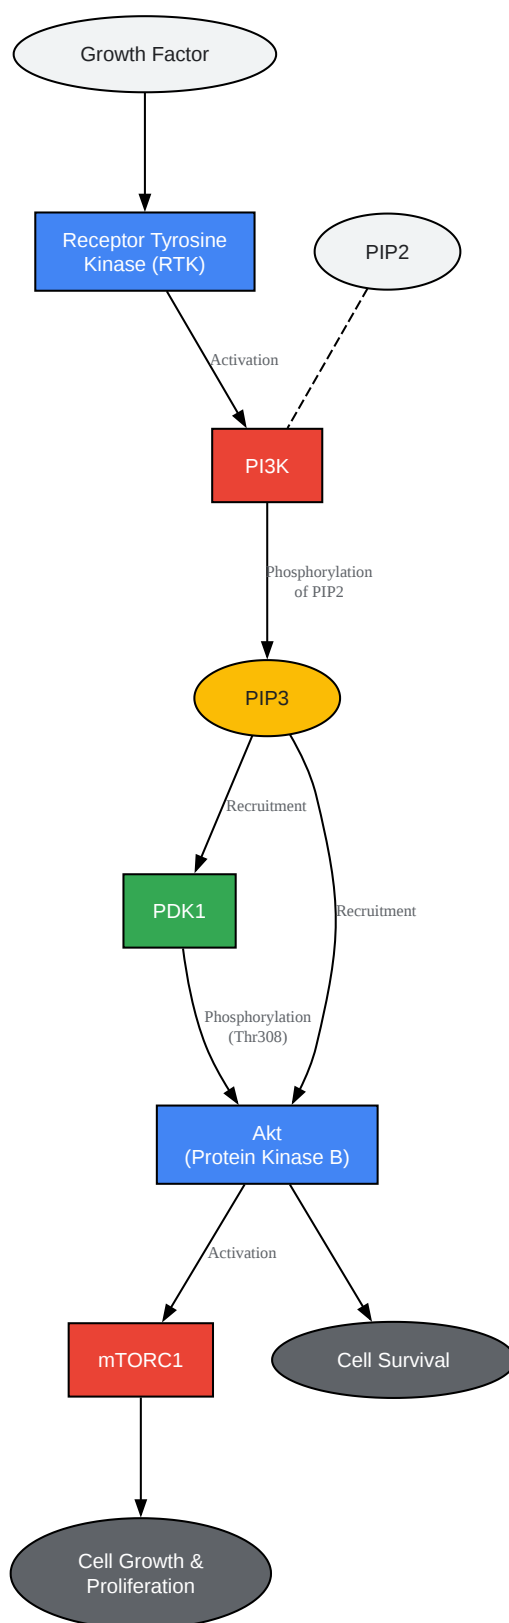 Growth Factor
Receptor Tyrosine
Kinase (RTK)
PIP2
Activation
PI3K
Phosphorylation
of PIP2
PIP3
Recruitment
PDK1
Recruitment
Phosphorylation
(Thr308)
Akt
(Protein Kinase B)
Activation
mTORC1
Cell Survival
Cell Growth &
Proliferation